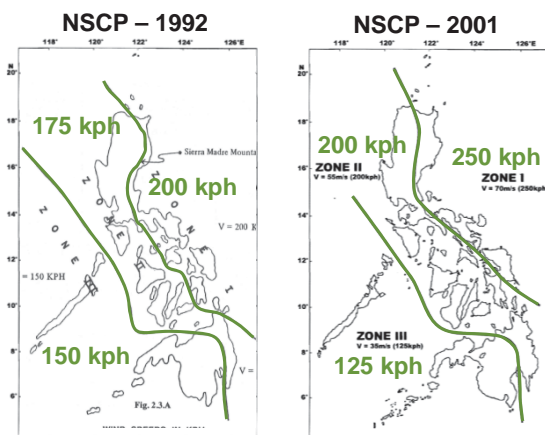 NSCP – 1992
118° 120° 122° 124° 126°E
N
20°
18°
16°
14°
12°
10°
8°
6°
175 kph
Sierra Madre Mounta
200 kph
ZONE
ZONE
ZONE I
V = 200 K
= 150 KPH
150 kph
V =
Fig. 2.3.A
NSCP – 2001
118° 120° 122° 124° 126°E
N
20°
18°
16°
14°
12°
10°
8°
6°
200 kph
250 kph
ZONE II
V = 55m/s (200kph)
ZONE I
V = 70m/s (250kp
ZONE III
V = 35m/s (125kph)
125 kph